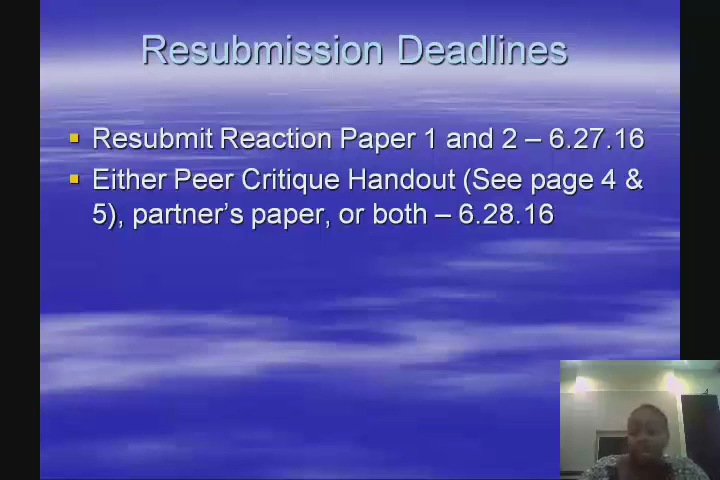 Resubmission Deadlines
Resubmit Reaction Paper 1 and 2 – 6.27.16
Either Peer Critique Handout (See page 4 &
5), partner’s paper, or both – 6.28.16